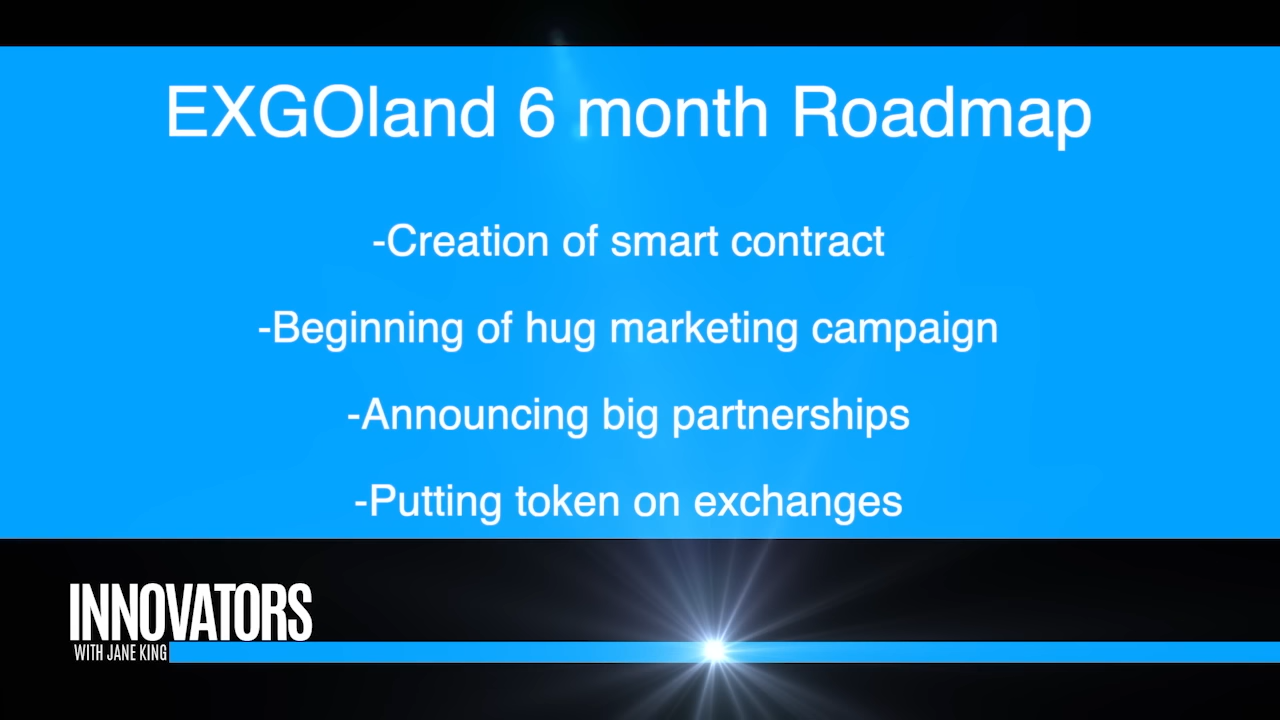 EXGOland 6 month Roadmap
-Creation of smart contract
-Beginning of hug marketing campaign
-Announcing big partnerships
-Putting token on exchanges
INNOVATORS
WITH JANE KING